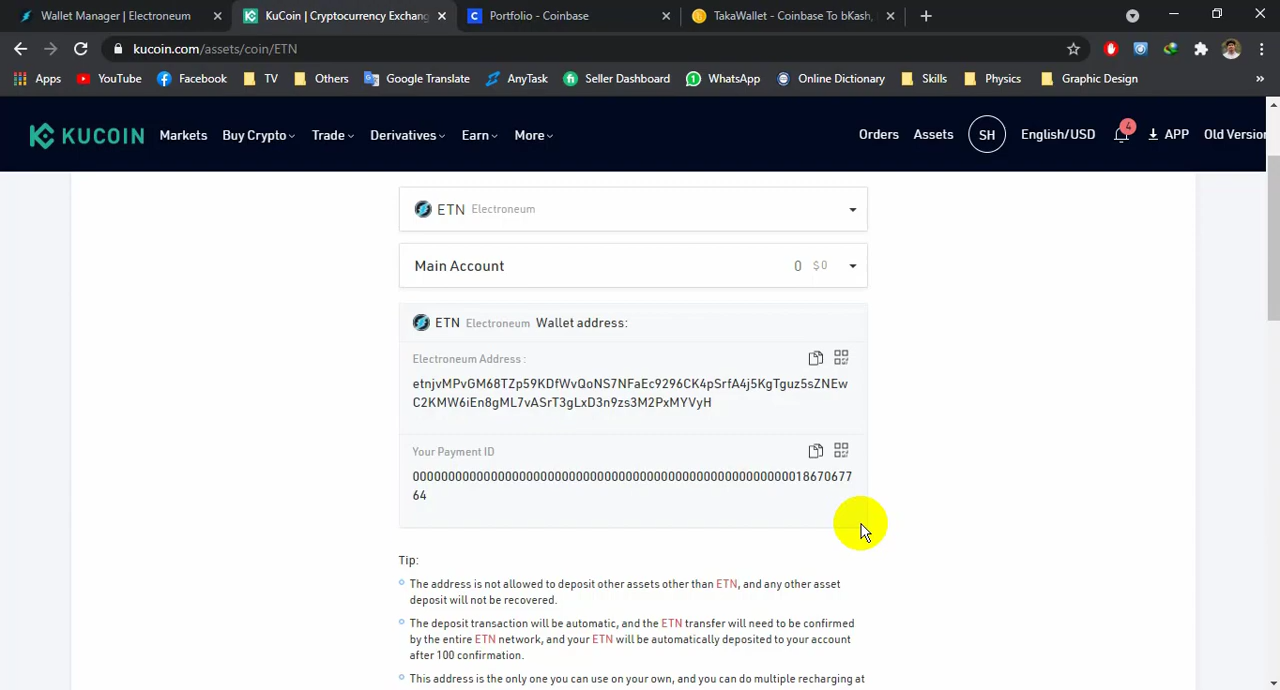 Wallet Manager | Electroneum
KuCoin | Cryptocurrency Exchang
Portfolio - Coinbase
TakaWallet - Coinbase To bKash,
kucoin.com/assets/coin/ETN
Apps YouTube Facebook TV Others Google Translate AnyTask Seller Dashboard WhatsApp Online Dictionary Skills Physics Graphic Design »
KUCOIN Markets Buy Crypto Trade Derivatives Earn More Orders Assets SH English/USD 4 APP Old Versio
ETN Electroneum
Main Account 0 $0
ETN Electroneum Wallet address:
Electroneum Address :
etnjvMPvGM68TZp59KDfWvQoNS7NFaEc9296CK4pSrfA4j5KgTguz5sZNEw
C2KMW6iEn8gML7vASrT3gLxD3n9zs3M2PxMYVyH
Your Payment ID
00000000000000000000000000000000000000000000000000000018670677
64
Tip:
The address is not allowed to deposit other assets other than ETN, and any other asset
deposit will not be recovered.
The deposit transaction will be automatic, and the ETN transfer will need to be confirmed
by the entire ETN network, and your ETN will be automatically deposited to your account
after 100 confirmation.
This address is the only one you can use on your own, and you can do multiple recharging at